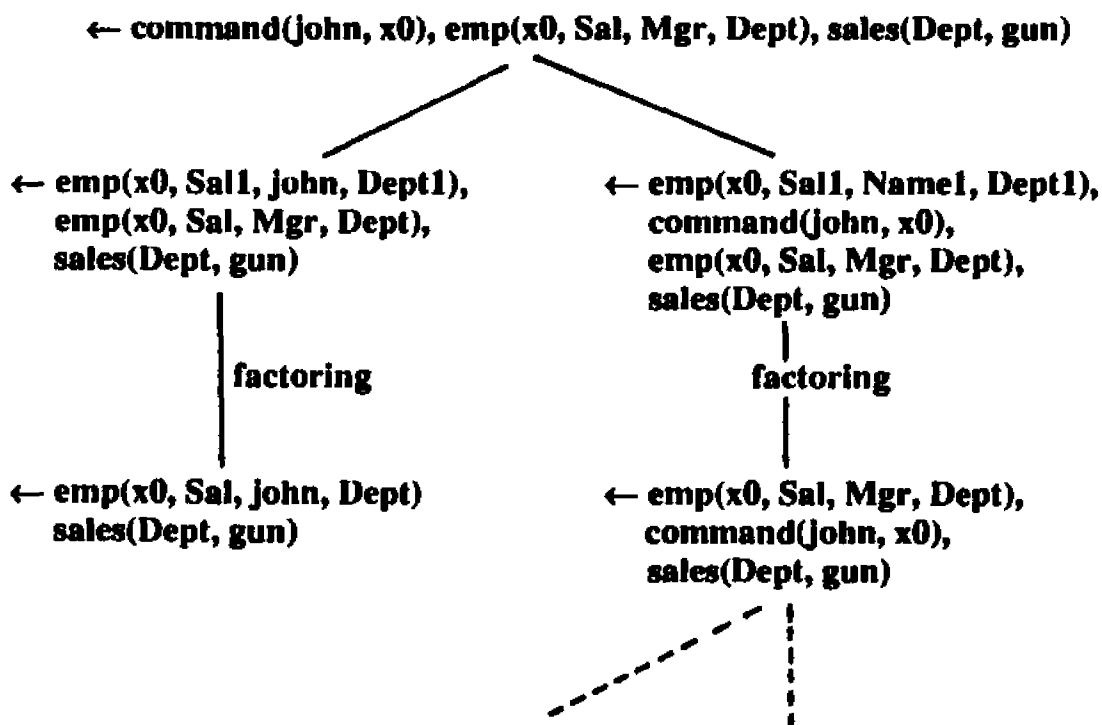 ← command(john, x0), emp(x0, Sal, Mgr, Dept), sales(Dept, gun)
← emp(x0, Sal1, john, Dept1),
emp(x0, Sal, Mgr, Dept),
sales(Dept, gun)
← emp(x0, Sal1, Name1, Dept1),
command(john, x0),
emp(x0, Sal, Mgr, Dept),
sales(Dept, gun)
factoring
factoring
← emp(x0, Sal, john, Dept)
sales(Dept, gun)
← emp(x0, Sal, Mgr, Dept),
command(john, x0),
sales(Dept, gun)